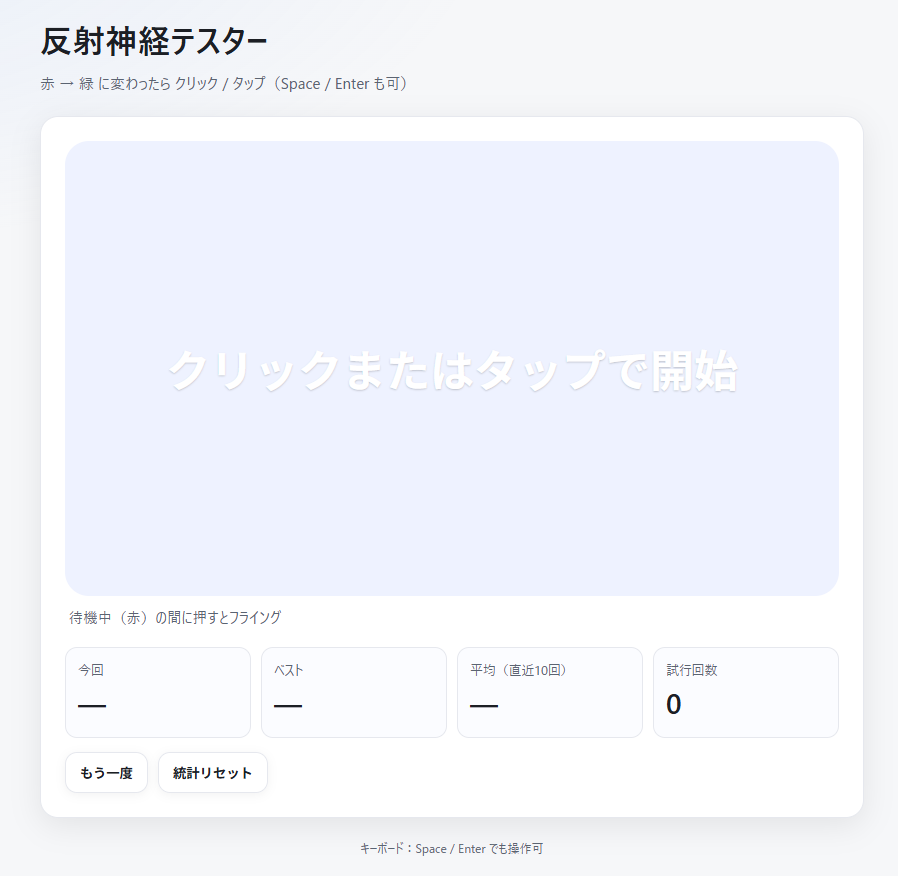 反射神経テスター
赤 → 緑 に変わったら クリック / タップ（Space / Enter も可）
クリックまたはタップで開始
待機中（赤）の間に押すとフライング
今回
—
ベスト
—
平均（直近10回）
—
試行回数
0
もう一度
統計リセット
キーボード：Space / Enter でも操作可